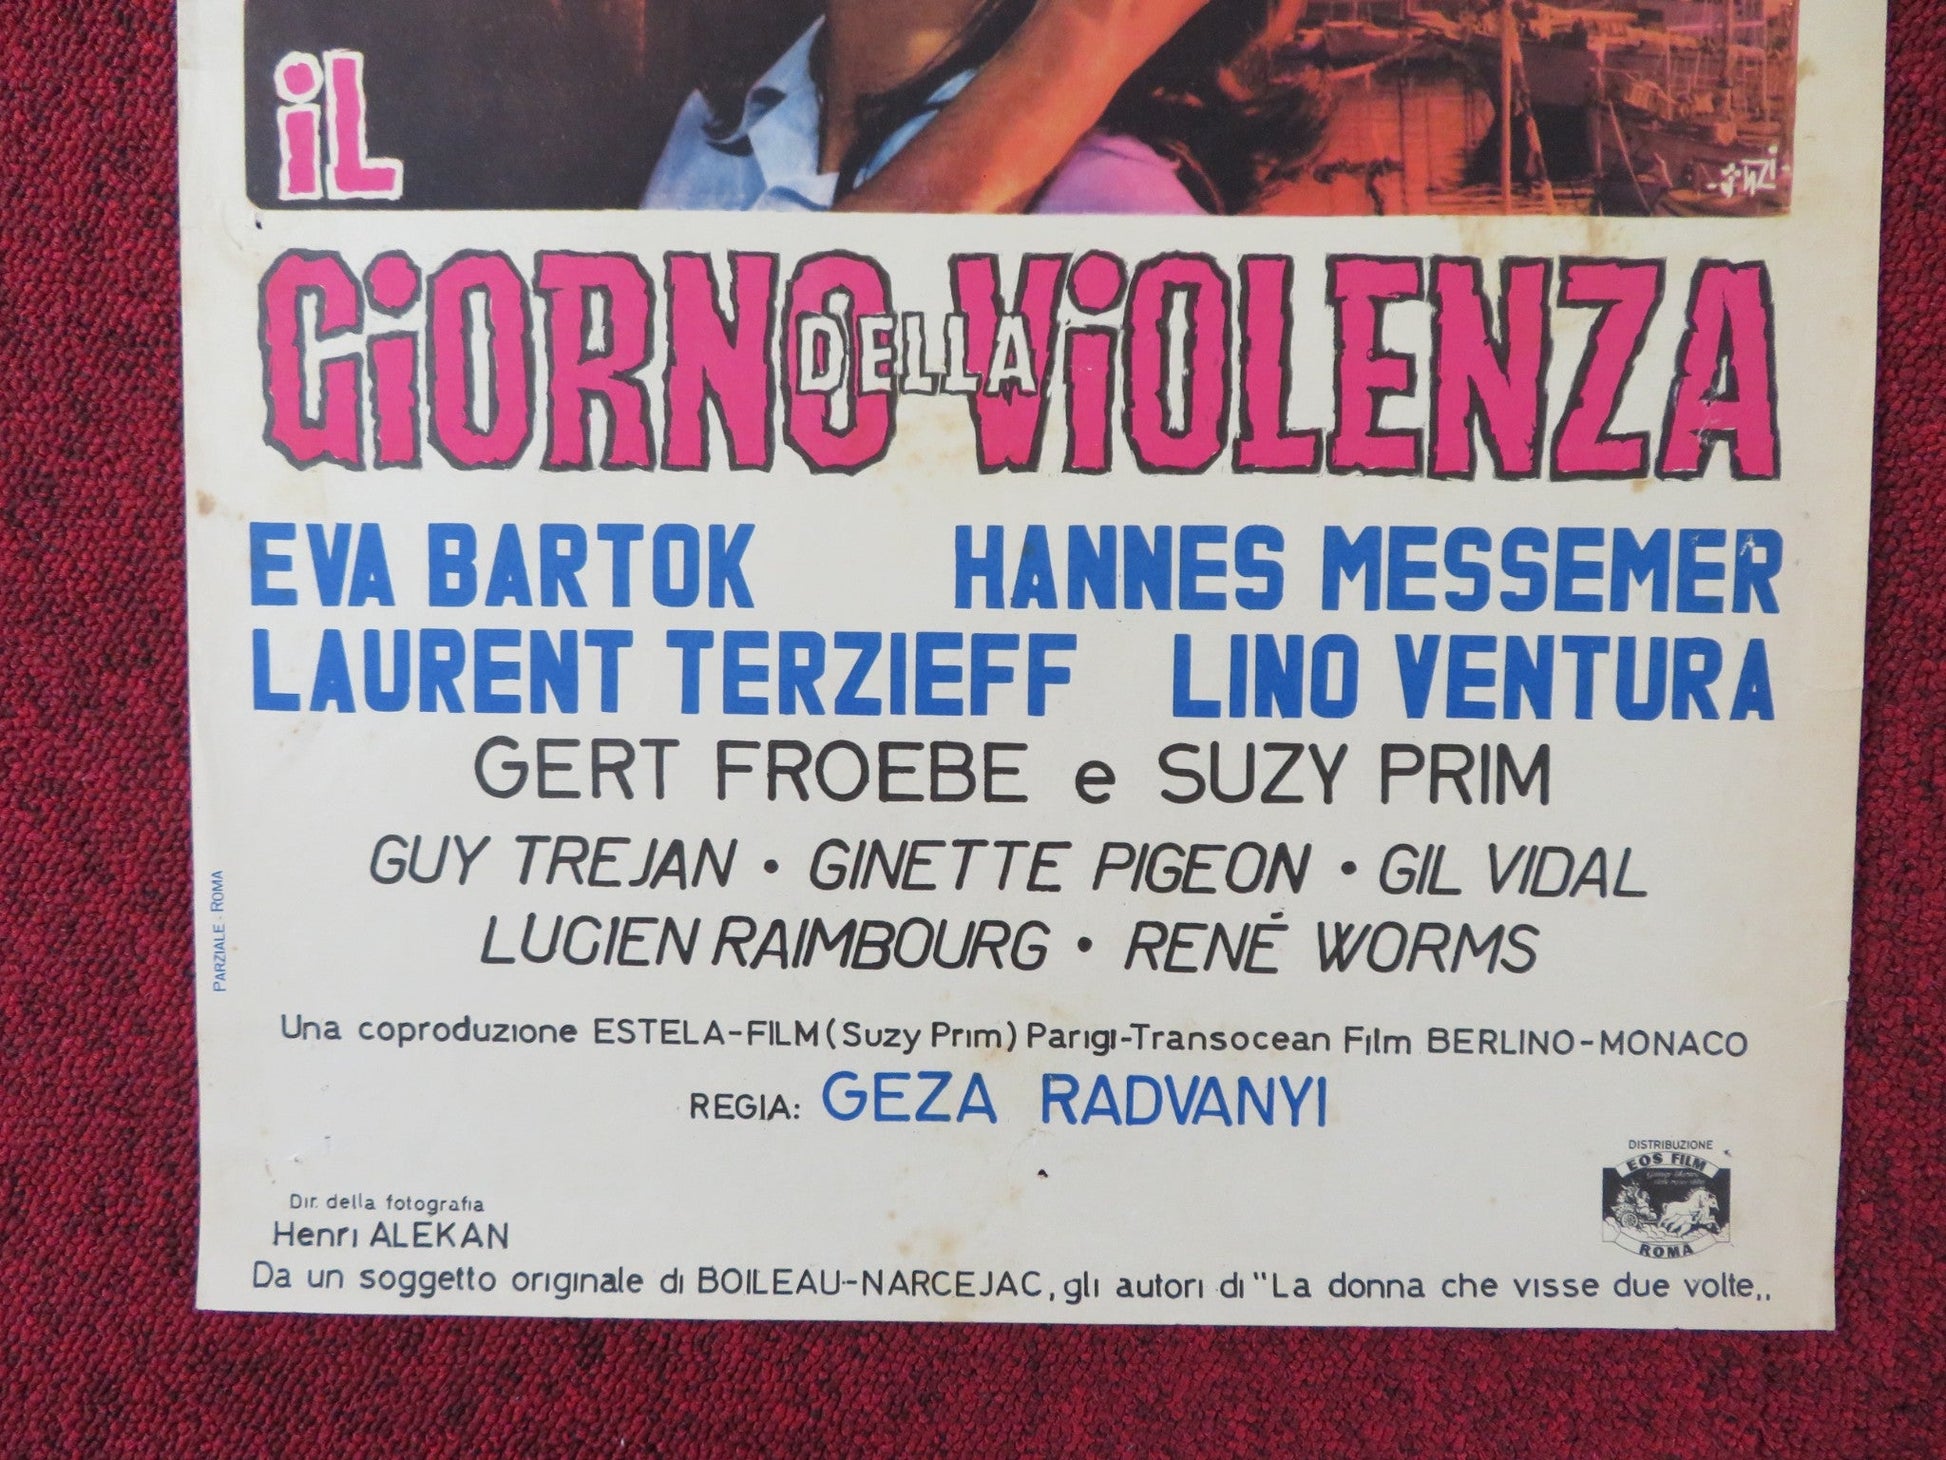 iL
GiORNO DELLA ViOLENZA
EVA BARTOK HANNES MESSEMER
LAURENT TERZIEFF LINO VENTURA
GERT FROEBE e SUZY PRIM
GUY TREJAN • GINETTE PIGEON • GIL VIDAL
LUCIEN RAIMBOURG • RENÉ WORMS
PARZIALE - ROMA
Una coproduzione ESTELA-FILM (Suzy Prim) Parigi-Transocean Film BERLINO-MONACO
REGIA: GEZA RADVANYI
DISTRIBUZIONE
EOS FILM
ROMA
Dir. della fotografia
Henri ALEKAN
Da un soggetto originale di BOILEAU-NARCEJAC, gli autori di "La donna che visse due volte,,